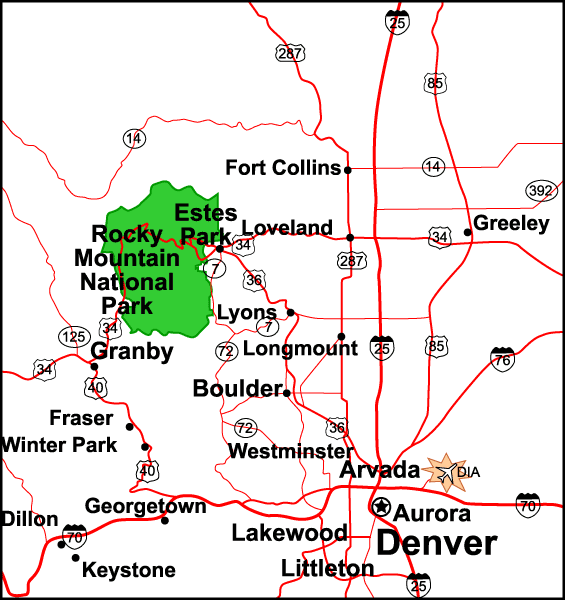 25
287
85
14
Fort Collins
14
392
Estes
Park
Rocky
Mountain
National
Park
34
Loveland
34
Greeley
7
287
36
Lyons
7
34
125
Granby
34
72
Longmount
25
85
76
40
Boulder
Fraser
72
36
Winter Park
Westminster
40
Arvada
DIA
Georgetown
70
Aurora
Dillon
70
Lakewood
Denver
Keystone
Littleton
25